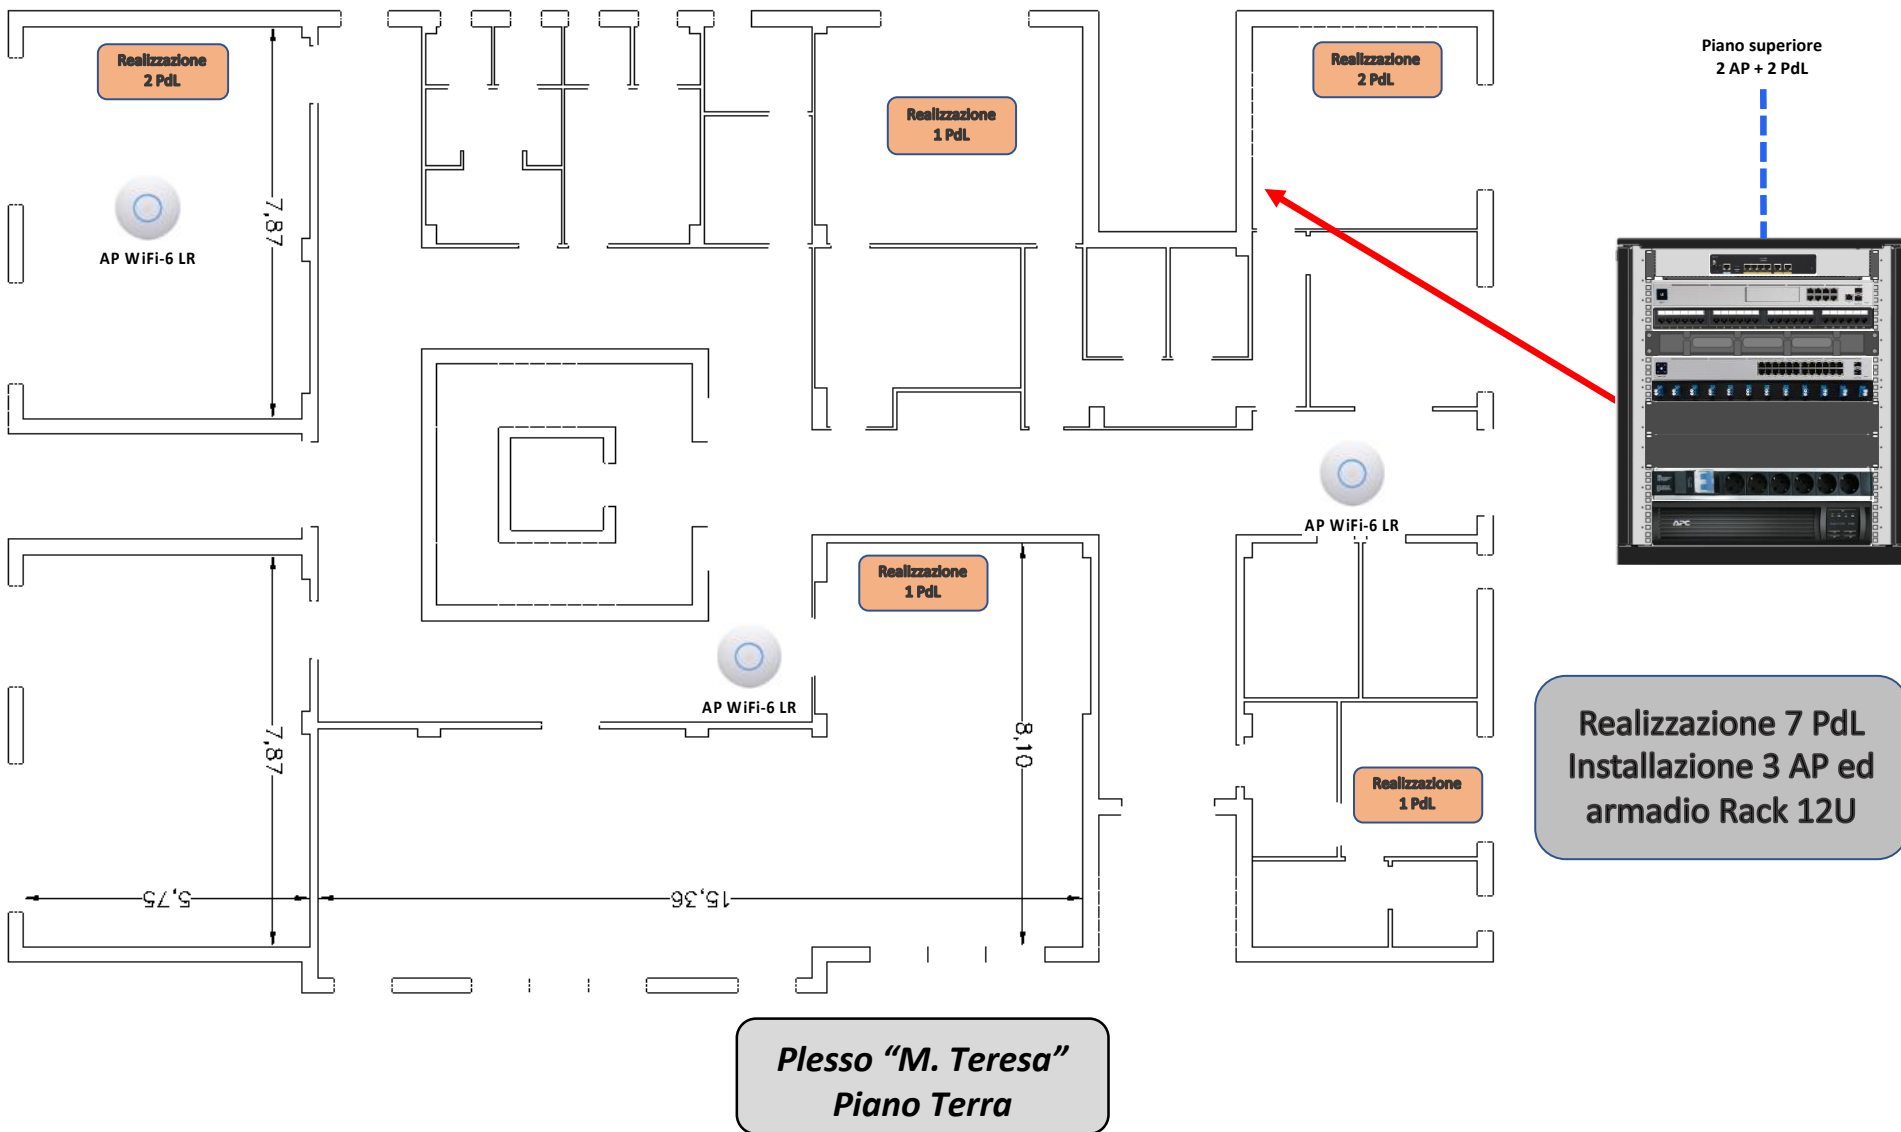 Realizzazione
2 PdL
Realizzazione
1 PdL
Realizzazione
2 PdL
Piano superiore
2 AP + 2 PdL
7,87
AP WiFi-6 LR
AP WiFi-6 LR
APC
Realizzazione
1 PdL
AP WiFi-6 LR
7,87
8,10
Realizzazione 7 PdL
Installazione 3 AP ed
armadio Rack 12U
Realizzazione
1 PdL
5,75
15,36
Plesso “M. Teresa”
Piano Terra